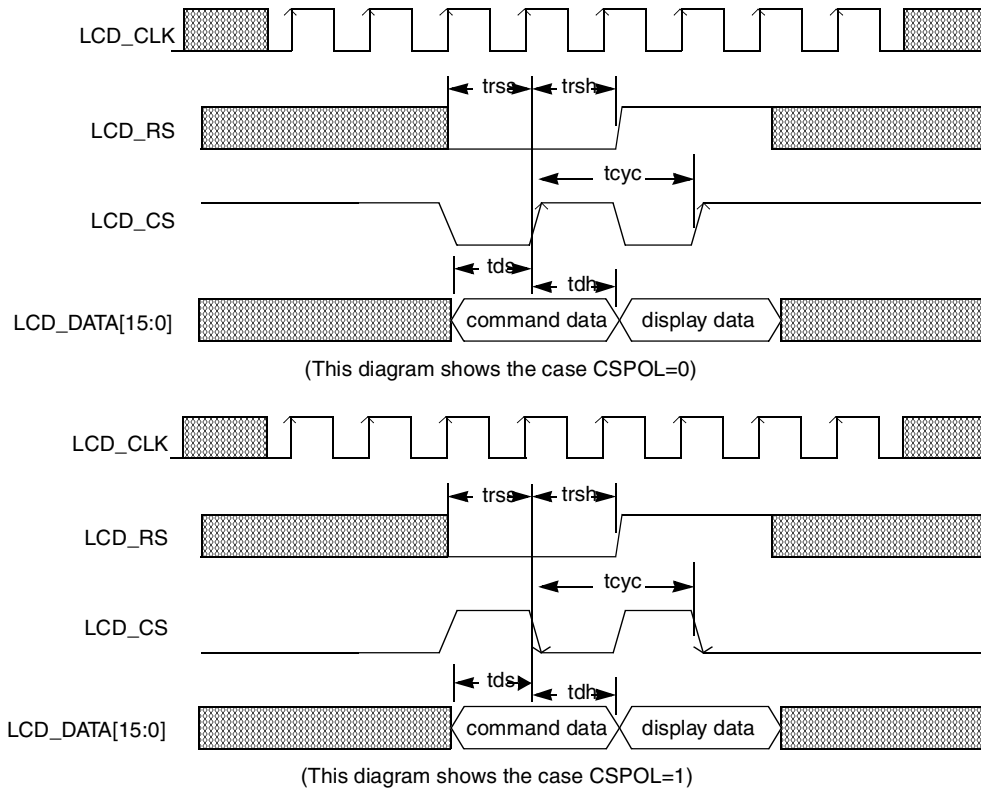 LCD_CLK
trss trsh
LCD_RS
tcyc
LCD_CS
tds
tdh
LCD_DATA[15:0] command data display data
(This diagram shows the case CSPOL=0)
LCD_CLK
trss trsh
LCD_RS
tcyc
LCD_CS
tds
tdh
LCD_DATA[15:0] command data display data
(This diagram shows the case CSPOL=1)